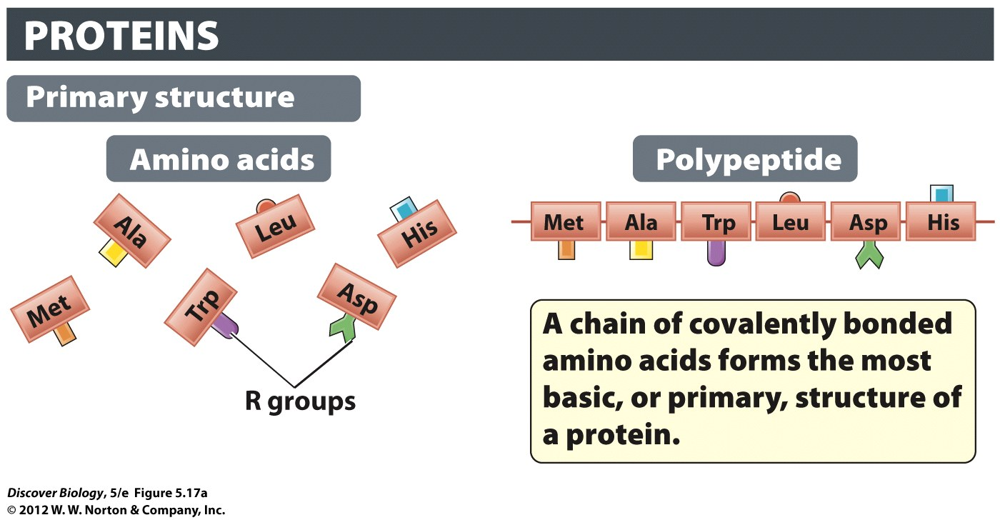 PROTEINS
Primary structure
Amino acids
Ala
Leu
His
Met
Trp
Asp
R groups
Polypeptide
Met Ala Trp Leu Asp His
A chain of covalently bonded
amino acids forms the most
basic, or primary, structure of
a protein.
Discover Biology, 5/e Figure 5.17a
© 2012 W. W. Norton & Company, Inc.